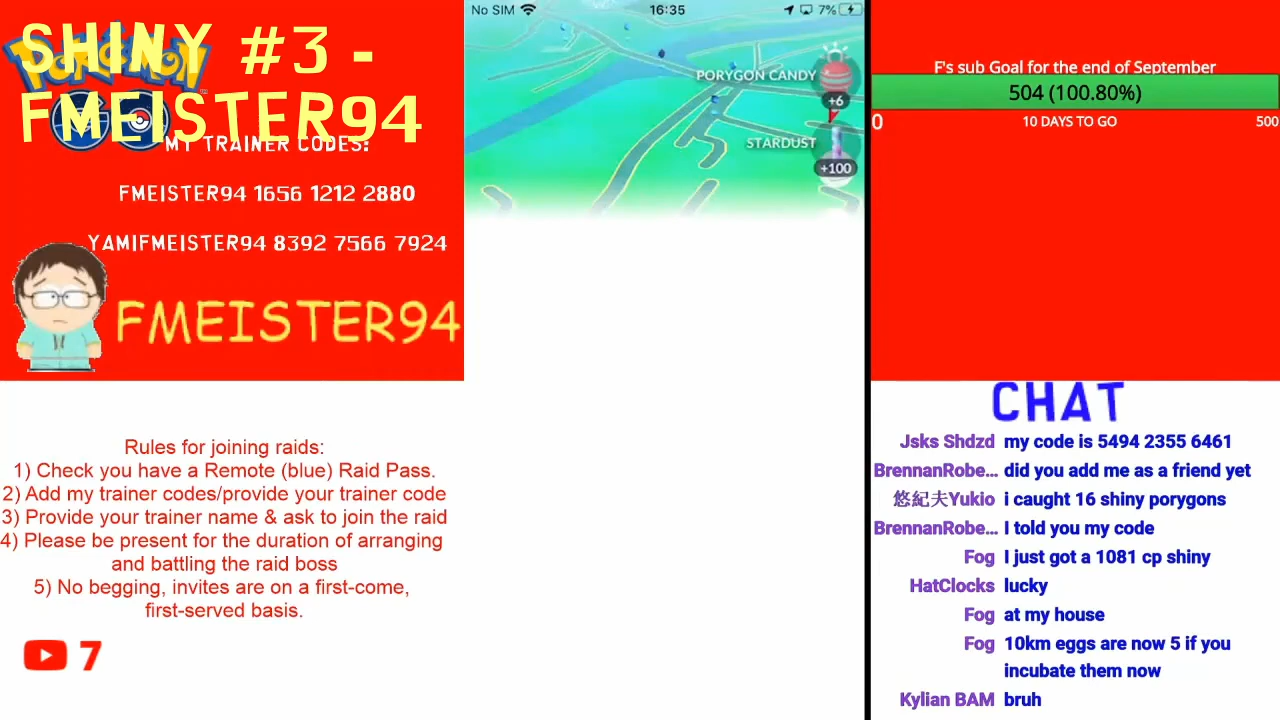 SHINY #3 -
FMEISTER94
Pokémon
GO
MY TRAINER CODES:
FMEISTER94 1656 1212 2880
YAMIFMEISTER94 8392 7566 7924
FMEISTER94
Rules for joining raids:
1) Check you have a Remote (blue) Raid Pass.
2) Add my trainer codes/provide your trainer code
3) Provide your trainer name & ask to join the raid
4) Please be present for the duration of arranging
and battling the raid boss
5) No begging, invites are on a first-come,
first-served basis.
7
No SIM 16:35 7%
PORYGON CANDY
+6
STARDUST
+100
F's sub Goal for the end of September
504 (100.80%)
0 10 DAYS TO GO 500
CHAT
Jsks Shdzd my code is 5494 2355 6461
BrennanRobe... did you add me as a friend yet
悠紀夫Yukio i caught 16 shiny porygons
BrennanRobe... I told you my code
Fog I just got a 1081 cp shiny
HatClocks lucky
Fog at my house
Fog 10km eggs are now 5 if you
incubate them now
Kylian BAM bruh